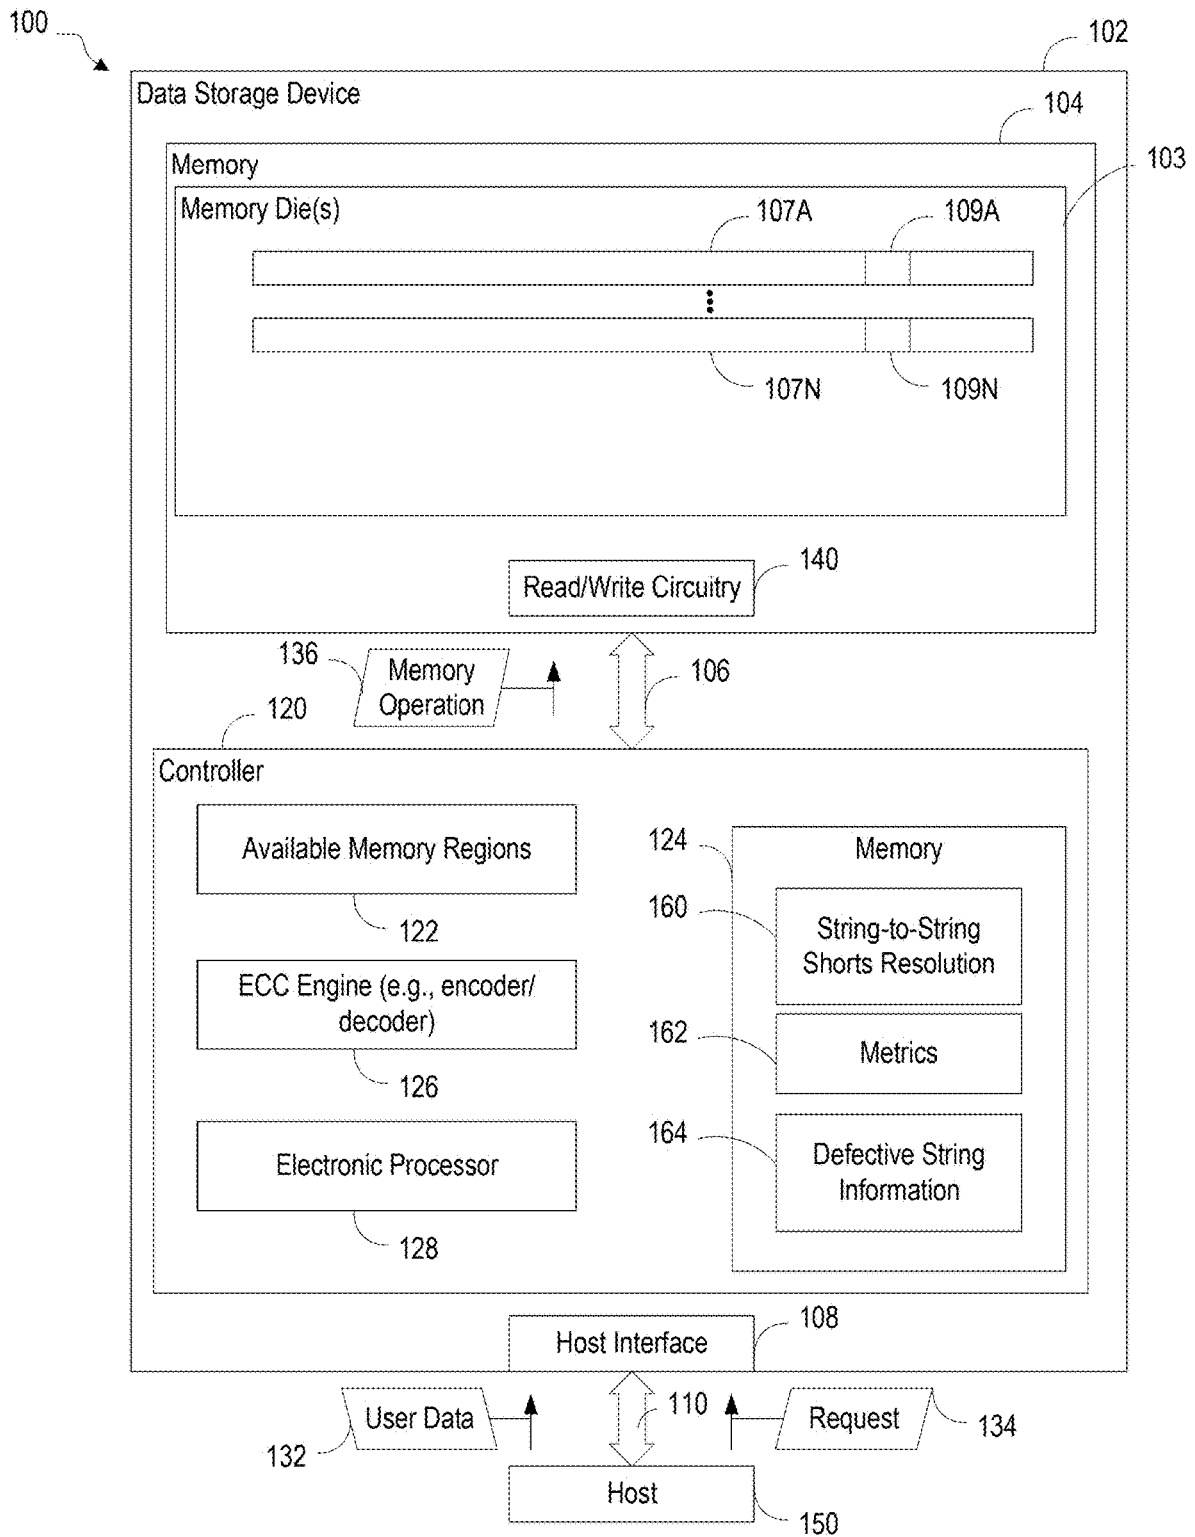 100
102
Data Storage Device
104
Memory
103
Memory Die(s)
107A
109A
107N
109N
140
Read/Write Circuitry
136
Memory
Operation
106
120
Controller
Available Memory Regions
122
124
Memory
160
String-to-String
Shorts Resolution
ECC Engine (e.g., encoder/
decoder)
126
162
Metrics
164
Defective String
Information
Electronic Processor
128
Host Interface
108
User Data
132
110
Request
134
Host
150